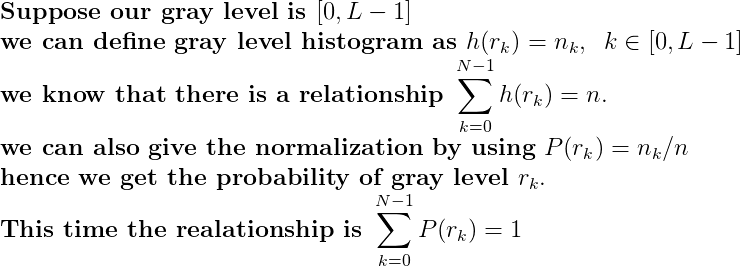 Suppose our gray level is [0, L − 1]
we can define gray level histogram as h(r_k) = n_k, k ∈ [0, L − 1]
we know that there is a relationship \sum_{k=0}^{N−1} h(r_k) = n.
we can also give the normalization by using P(r_k) = n_k/n
hence we get the probability of gray level r_k.
This time the realationship is \sum_{k=0}^{N−1} P(r_k) = 1